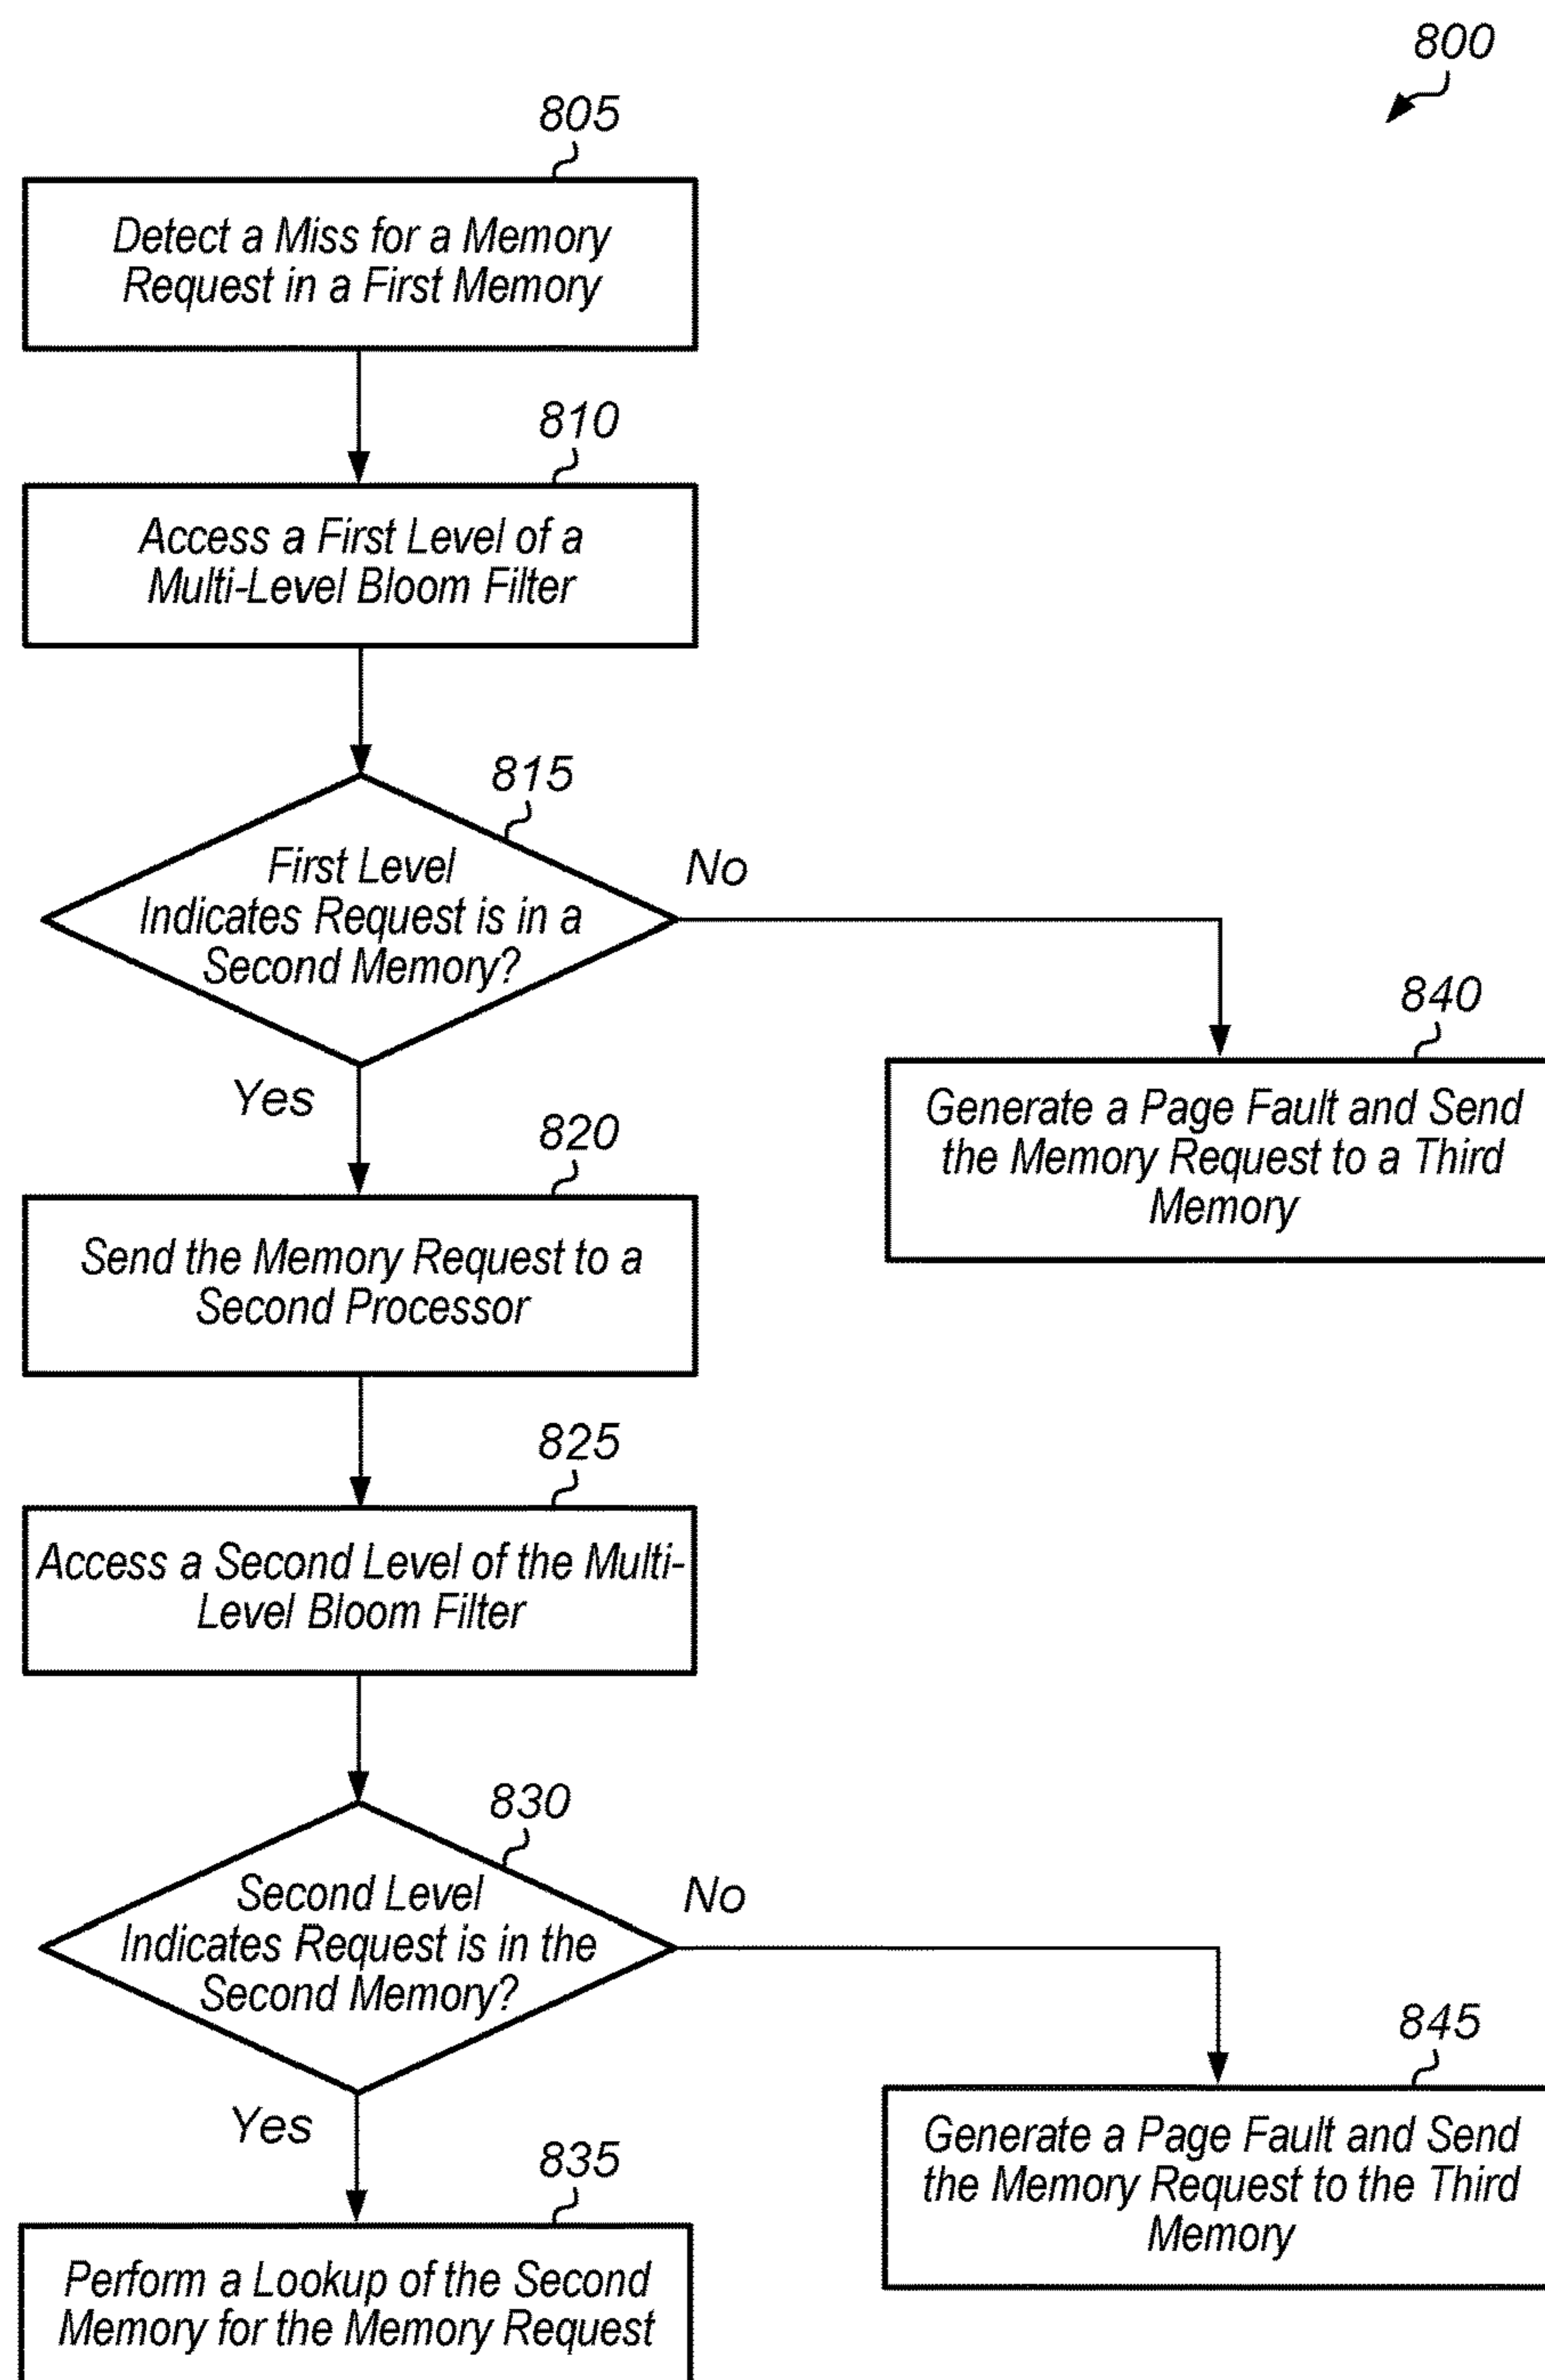 800
805
Detect a Miss for a Memory
Request in a First Memory
810
Access a First Level of a
Multi-Level Bloom Filter
815
First Level
Indicates Request is in a
Second Memory?
No
840
Generate a Page Fault and Send
the Memory Request to a Third
Memory
Yes
820
Send the Memory Request to a
Second Processor
825
Access a Second Level of the Multi-
Level Bloom Filter
830
Second Level
Indicates Request is in the
Second Memory?
No
845
Generate a Page Fault and Send
the Memory Request to the Third
Memory
Yes
835
Perform a Lookup of the Second
Memory for the Memory Request